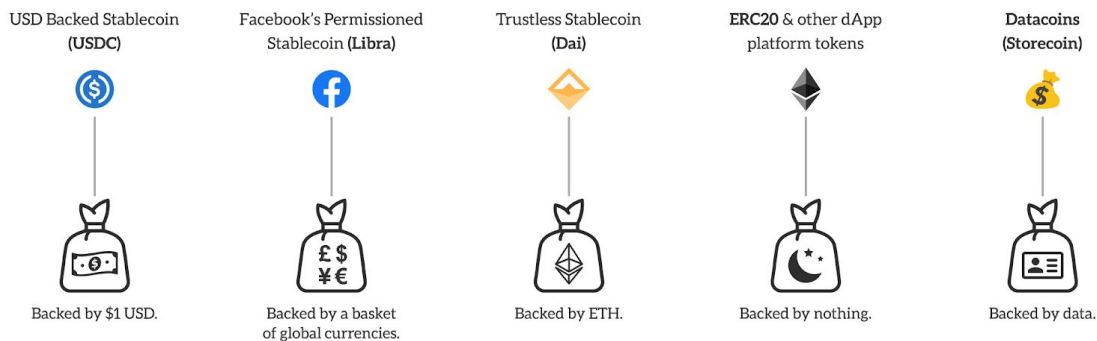 USD Backed Stablecoin
(USDC)
Facebook’s Permissioned
Stablecoin (Libra)
Trustless Stablecoin
(Dai)
ERC20 & other dApp
platform tokens
Datacoins
(Storecoin)
$
f
$
$
£ $
¥ €
Backed by $1 USD.
Backed by a basket
of global currencies.
Backed by ETH.
Backed by nothing.
Backed by data.